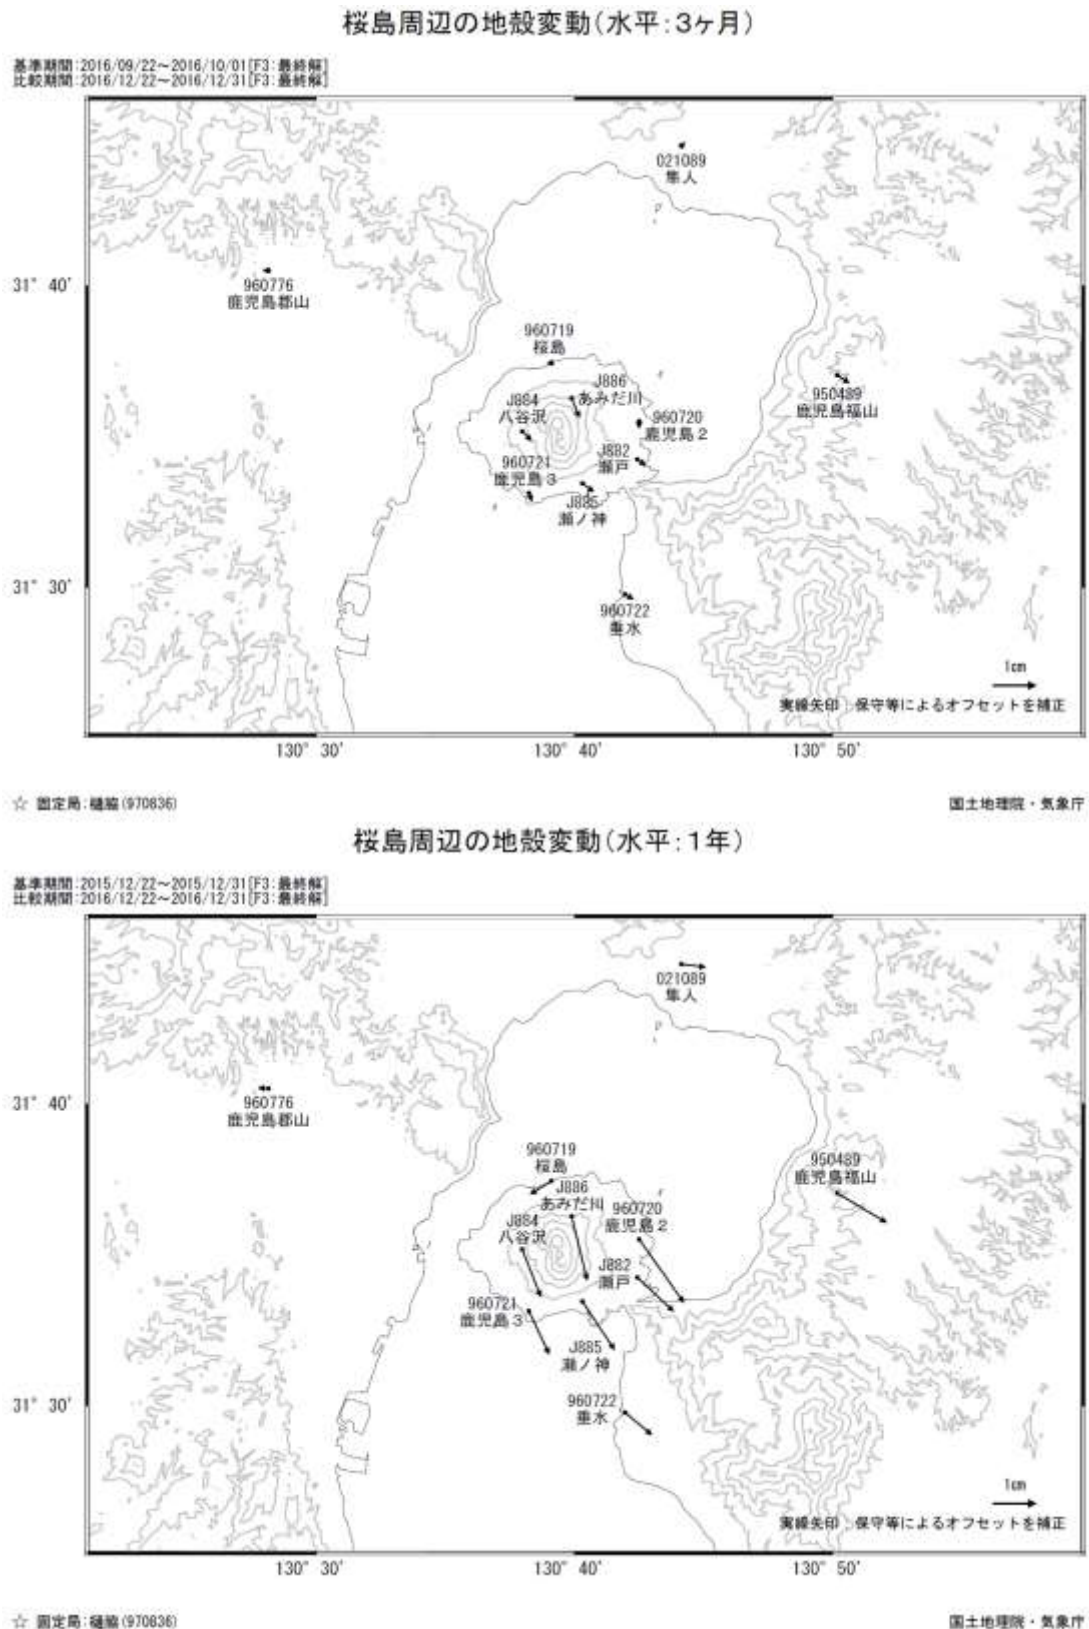 桜島周辺の地殻変動(水平:3ヶ月)
基準期間:2016/09/22~2016/10/01[F3:最終解]
比較期間:2016/12/22~2016/12/31[F3:最終解]
021089
隼人
31° 40'
960776
鹿児島郡山
960719
桜島
J886
あみだ川
J884
八谷沢
950489
鹿児島福山
960720
鹿児島2
J882
瀬戸
960721
鹿児島3
J885
瀬ノ神
31° 30'
960722
垂水
1cm
実線矢印:保守等によるオフセットを補正
130° 30' 130° 40' 130° 50'
☆ 固定局:樋脇(970836) 国土地理院・気象庁
桜島周辺の地殻変動(水平:1年)
基準期間:2015/12/22~2015/12/31[F3:最終解]
比較期間:2016/12/22~2016/12/31[F3:最終解]
021089
隼人
31° 40'
960776
鹿児島郡山
960719
桜島
950489
鹿児島福山
J886
あみだ川
960720
鹿児島2
J884
八谷沢
J882
瀬戸
960721
鹿児島3
J885
瀬ノ神
31° 30'
960722
垂水
1cm
実線矢印:保守等によるオフセットを補正
130° 30' 130° 40' 130° 50'
☆ 固定局:樋脇(970836) 国土地理院・気象庁